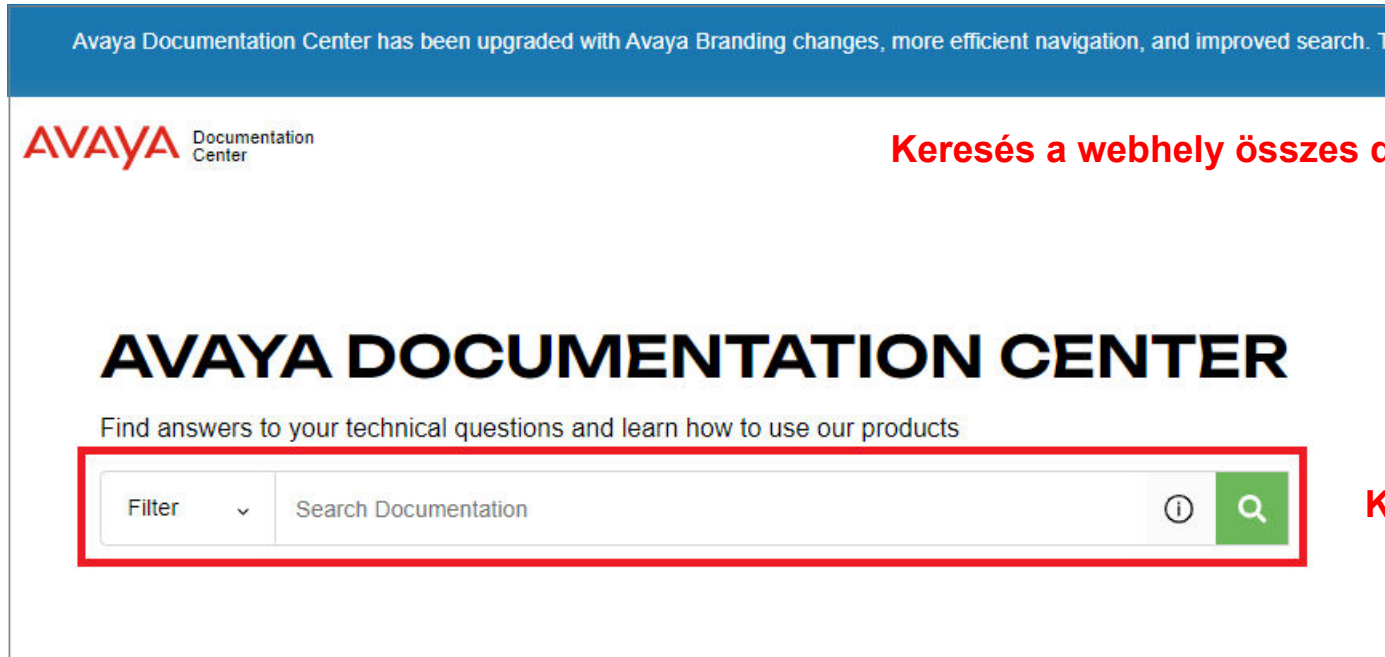 Avaya Documentation Center has been upgraded with Avaya Branding changes, more efficient navigation, and improved search.
AVAYA Documentation
Center
Keresés a webhely összes
AVAYA DOCUMENTATION CENTER
Find answers to your technical questions and learn how to use our products
Filter Search Documentation